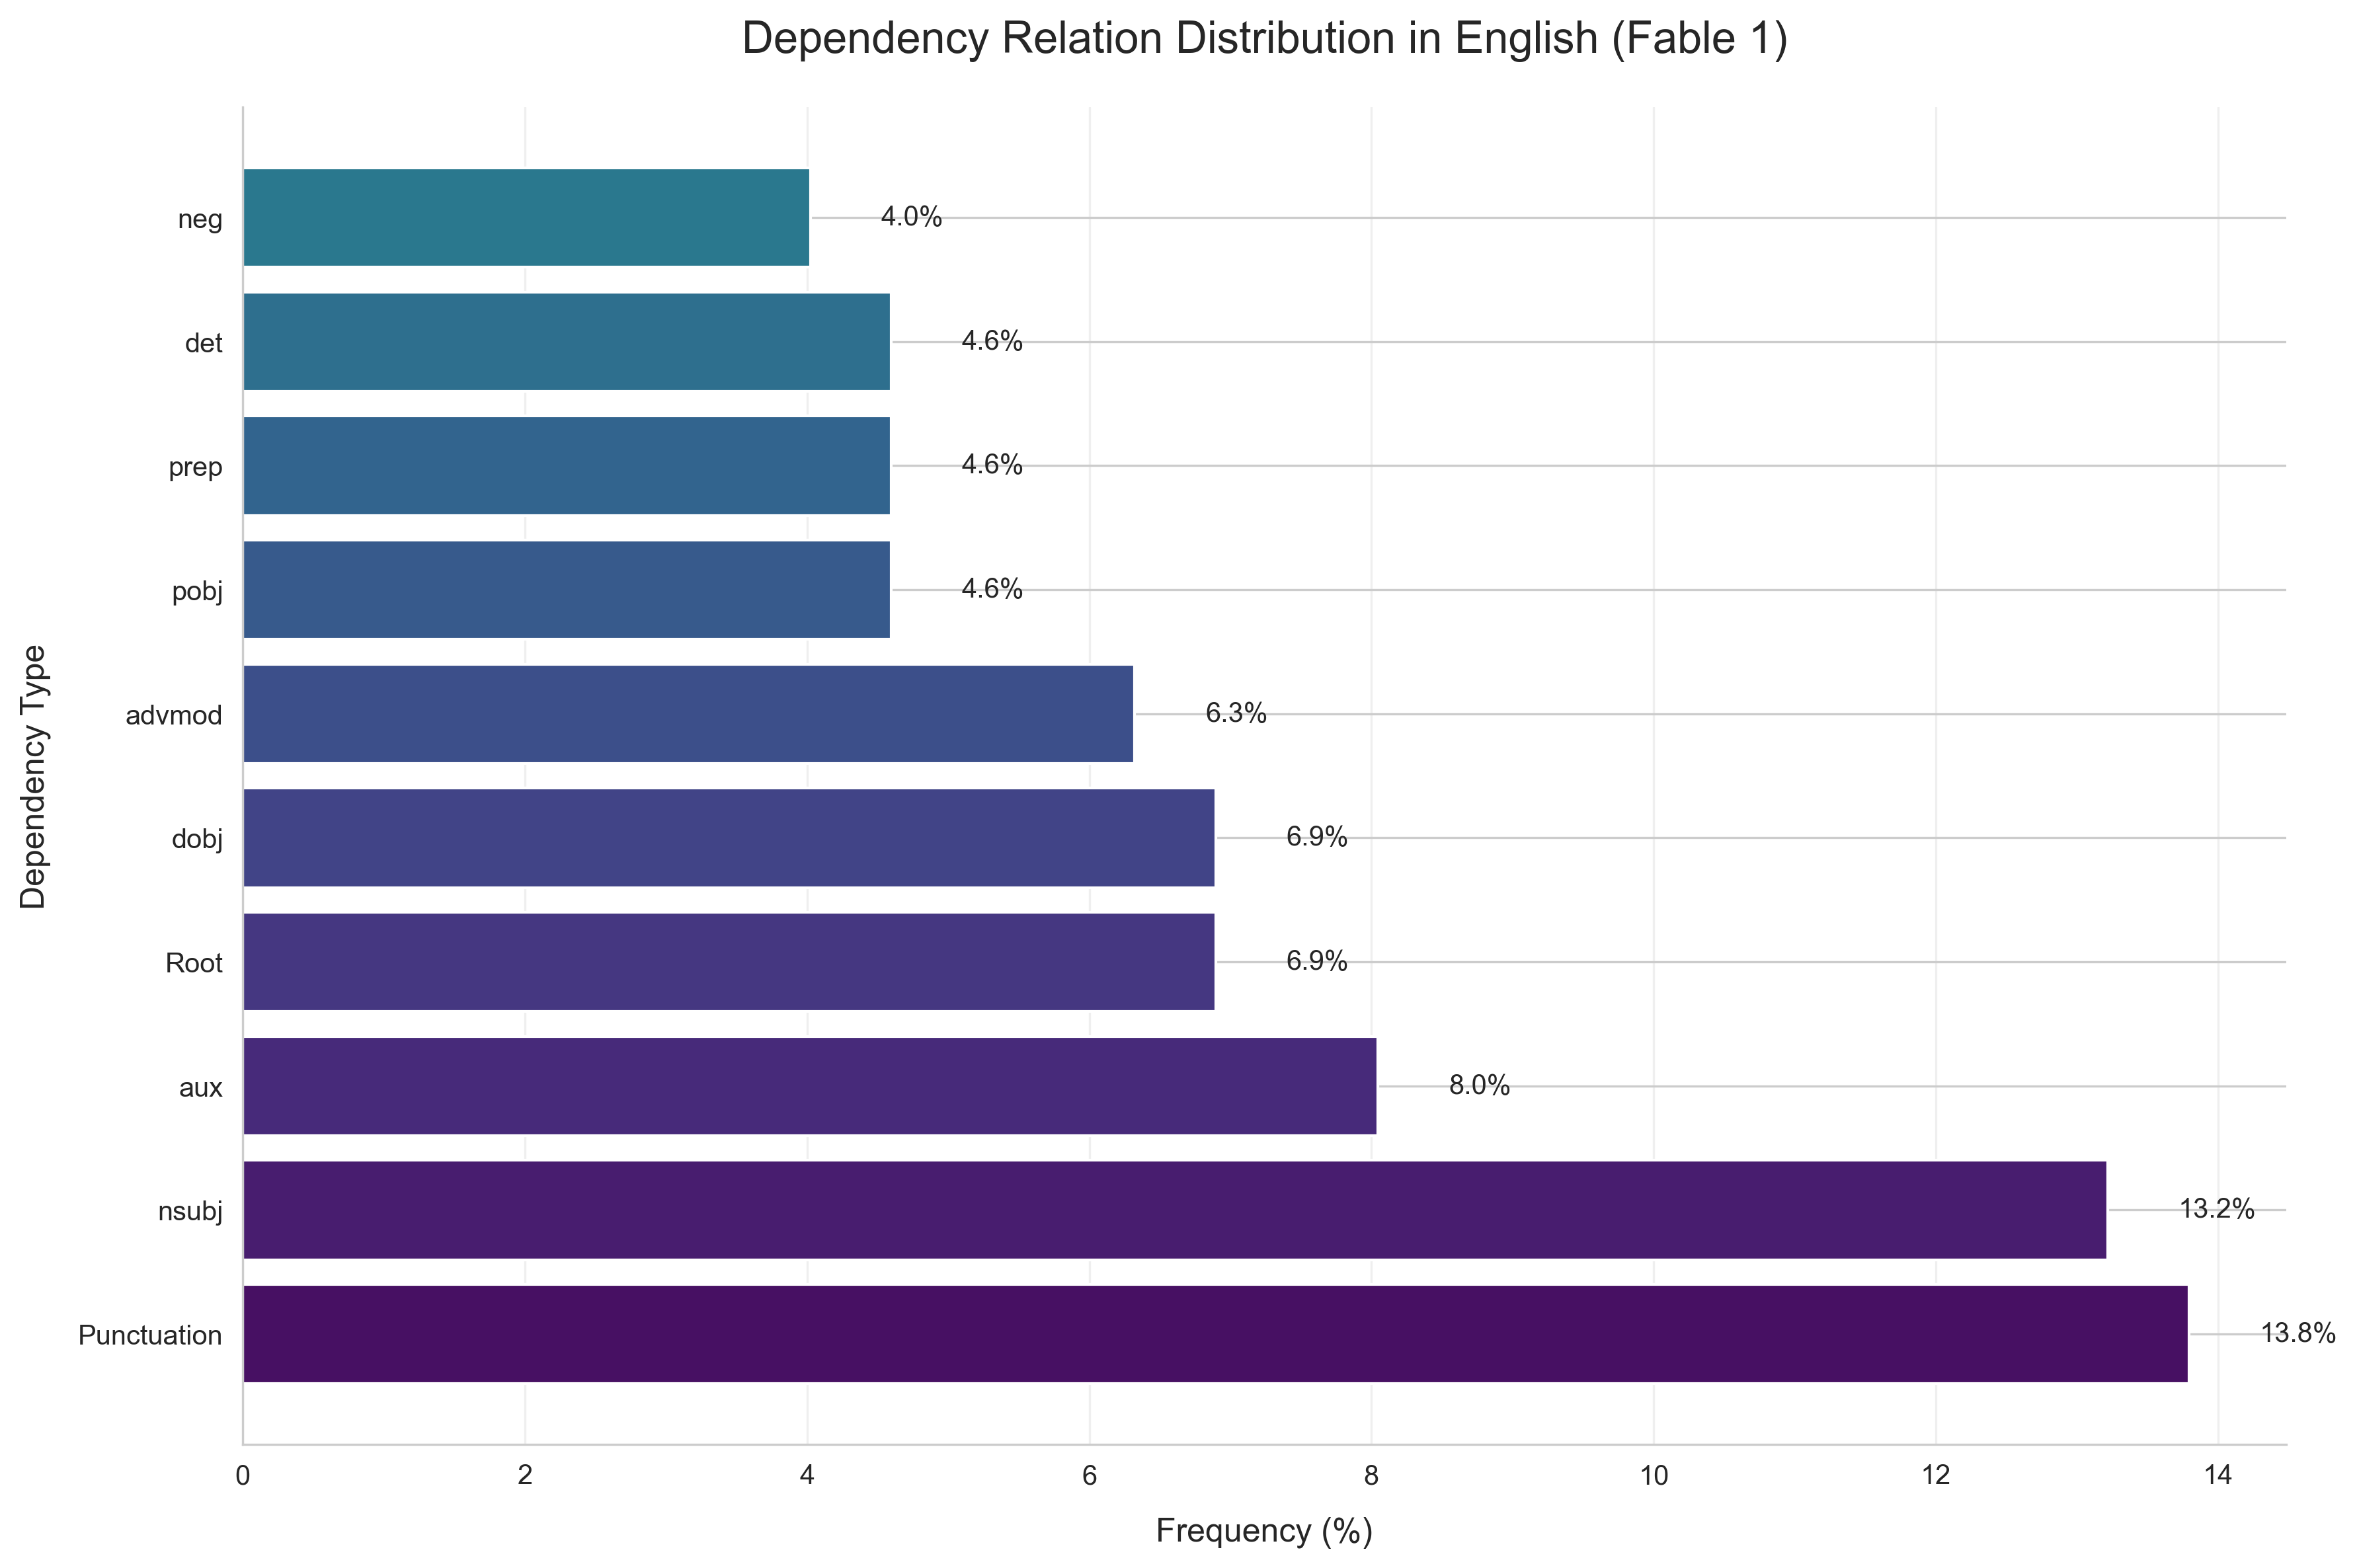 Dependency Relation Distribution in English (Fable 1)
neg 4.0%
det 4.6%
prep 4.6%
pobj 4.6%
advmod 6.3%
dobj 6.9%
Root 6.9%
aux 8.0%
nsubj 13.2%
Punctuation 13.8%
Dependency Type
0 2 4 6 8 10 12 14
Frequency (%)